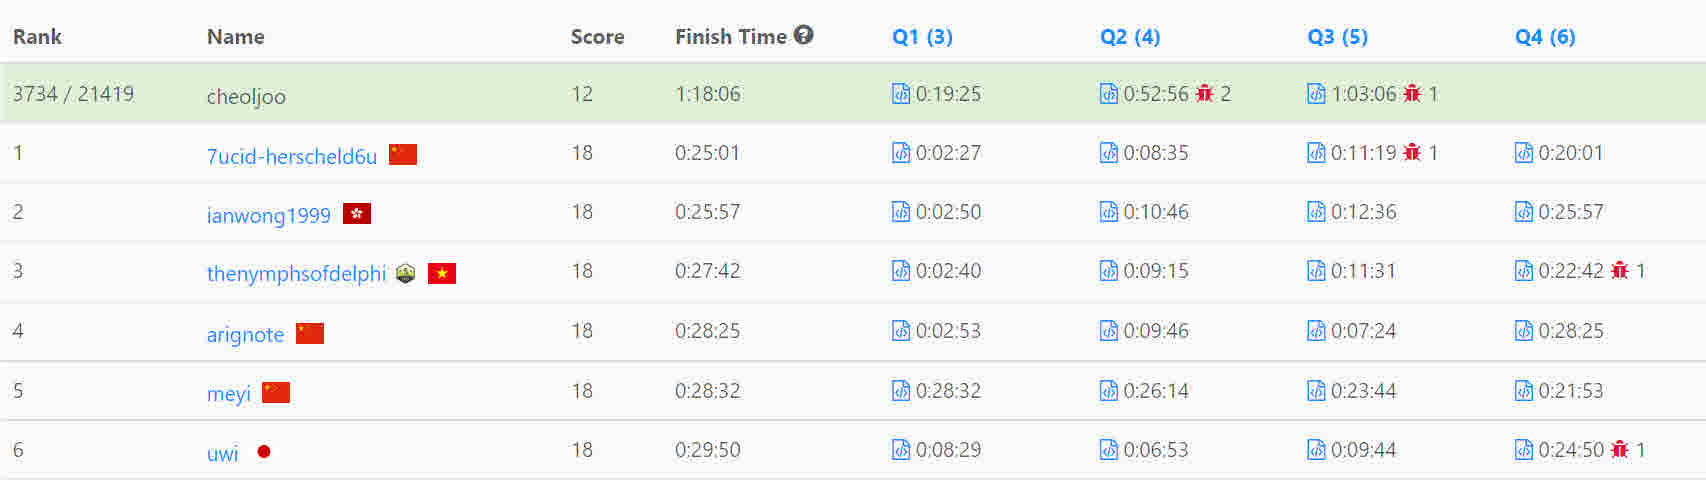 Rank Name Score Finish Time ? Q1 (3) Q2 (4) Q3 (5) Q4 (6)
3734 / 21419 cheoljoo 12 1:18:06 0:19:25 0:52:56 2 1:03:06 1
1 7ucid-herscheld6u 18 0:25:01 0:02:27 0:08:35 0:11:19 1 0:20:01
2 ianwong1999 18 0:25:57 0:02:50 0:10:46 0:12:36 0:25:57
3 thenymphsofdelphi 18 0:27:42 0:02:40 0:09:15 0:11:31 0:22:42 1
4 arignote 18 0:28:25 0:02:53 0:09:46 0:07:24 0:28:25
5 meyi 18 0:28:32 0:28:32 0:26:14 0:23:44 0:21:53
6 uwi 18 0:29:50 0:08:29 0:06:53 0:09:44 0:24:50 1